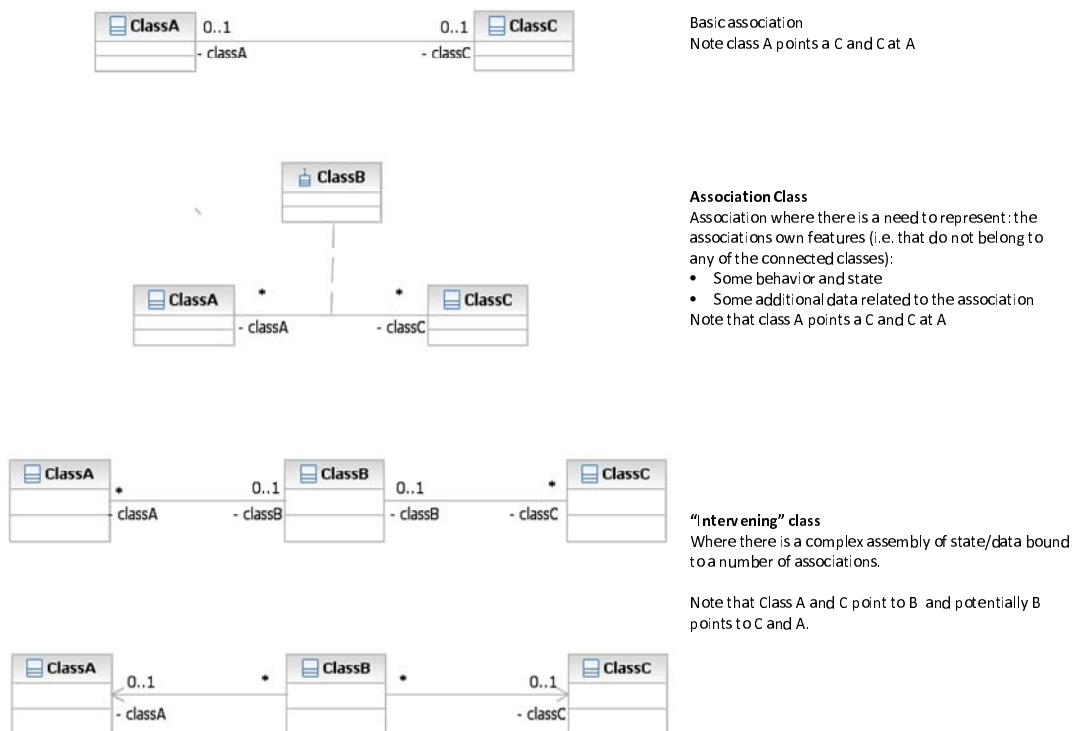 ClassA 0..1 0..1 ClassC
- classA - classC
Basic association
Note class A points a C and C at A
ClassB
ClassA * * ClassC
- classA - classC
Association Class
Association where there is a need to represent: the
associations own features (i.e. that do not belong to
any of the connected classes):
• Some behavior and state
• Some additional data related to the association
Note that class A points a C and C at A
ClassA * 0..1 ClassB 0..1 * ClassC
- classA - classB - classB - classC
"Intervening" class
Where there is a complex assembly of state/data bound
to a number of associations.
Note that Class A and C point to B and potentially B
points to C and A.
ClassA 0..1 * ClassB * 0..1 ClassC
- classA - classC